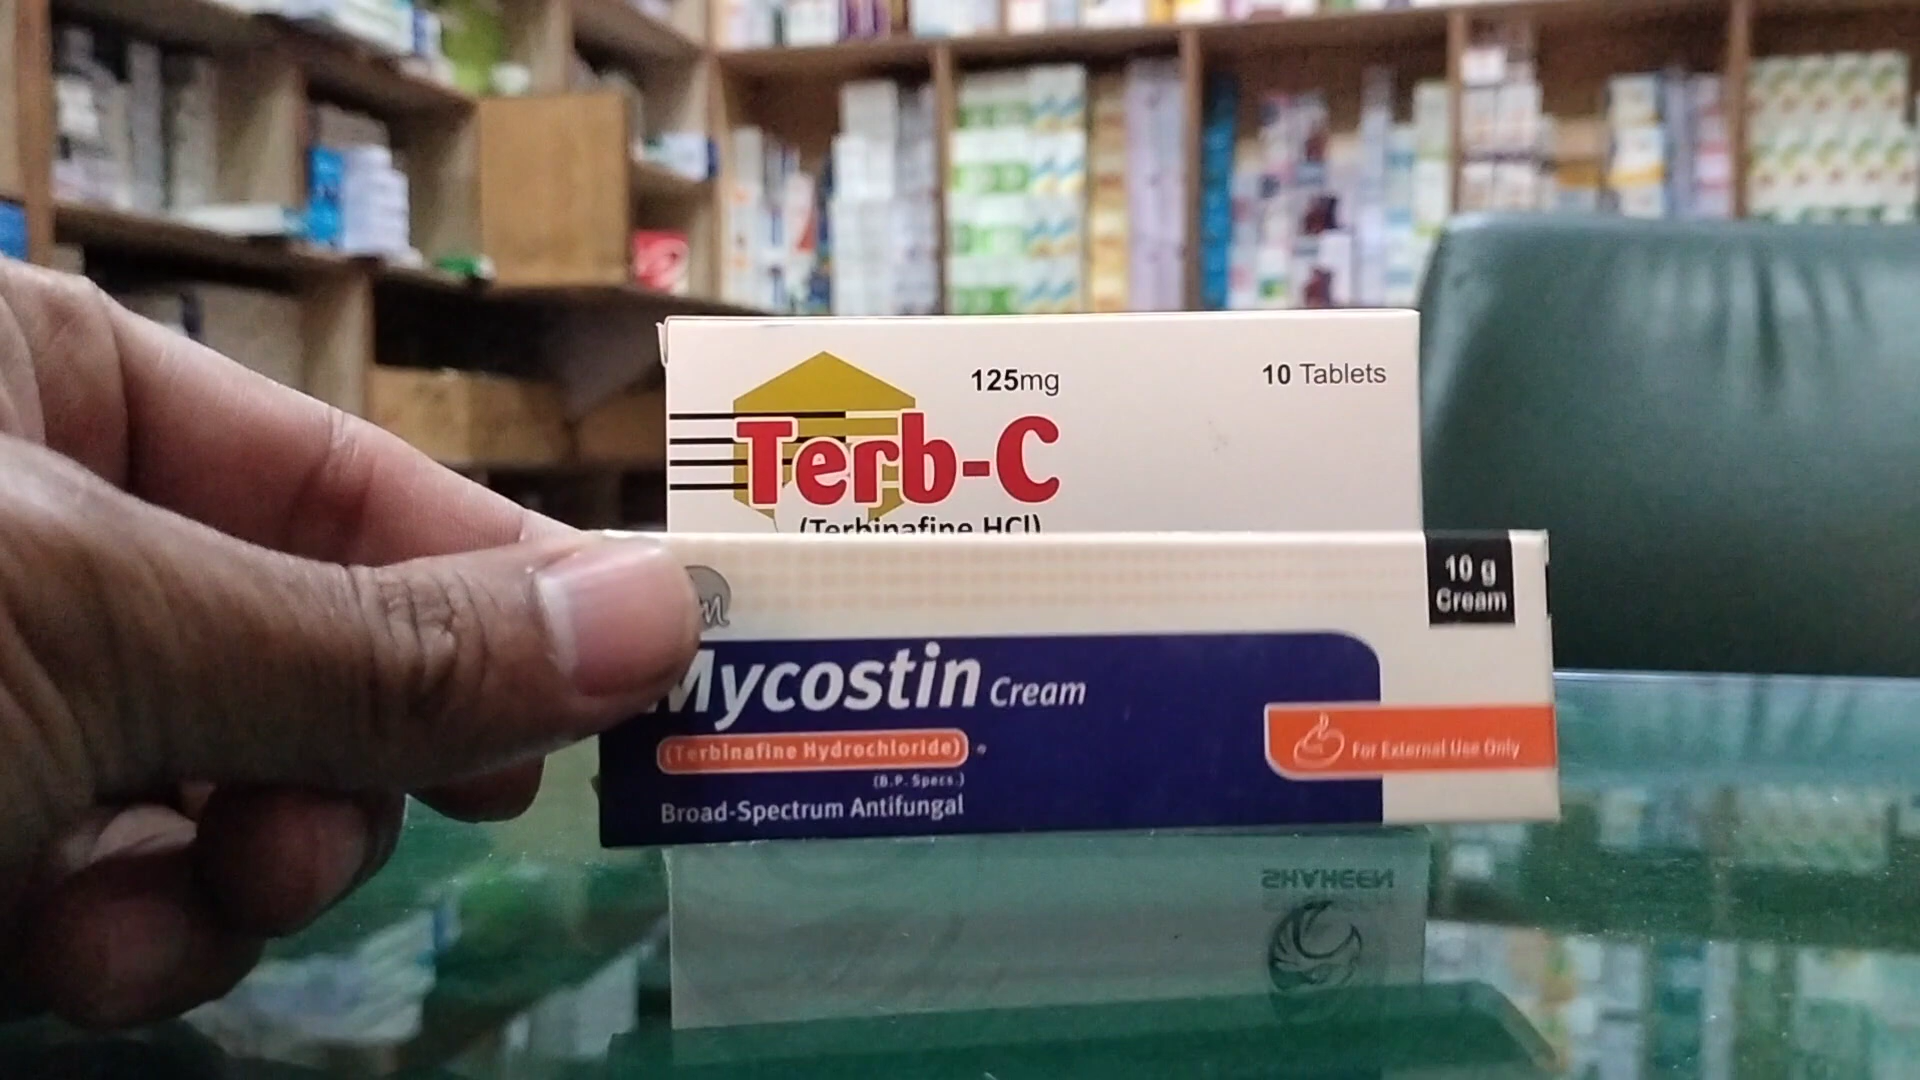 125mg
10 Tablets
Terb-C
(Terbinafine HCl)
10 g
Cream
m
Mycostin Cream
(Terbinafine Hydrochloride)
(B.P. Specs.)
Broad-Spectrum Antifungal
For External Use Only
SHAHEEN